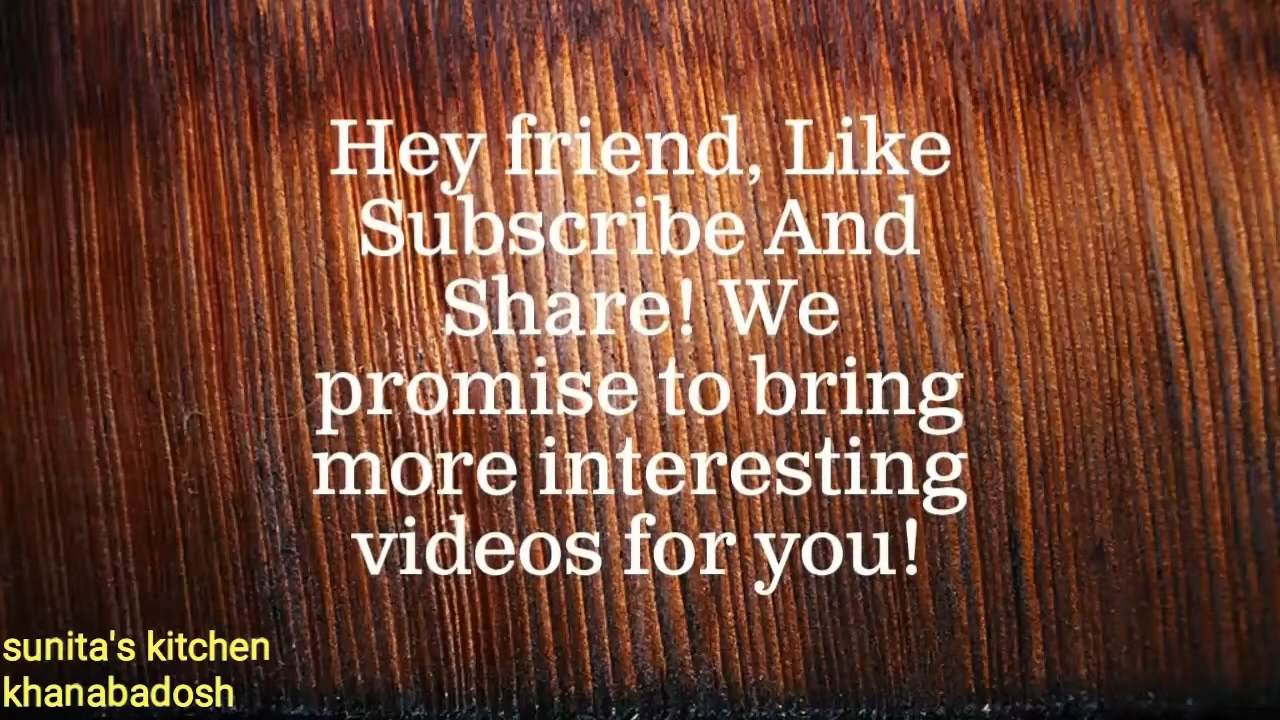 Hey friend, Like
Subscribe And
Share! We
promise to bring
more interesting
videos for you!
sunita's kitchen
khanabadosh